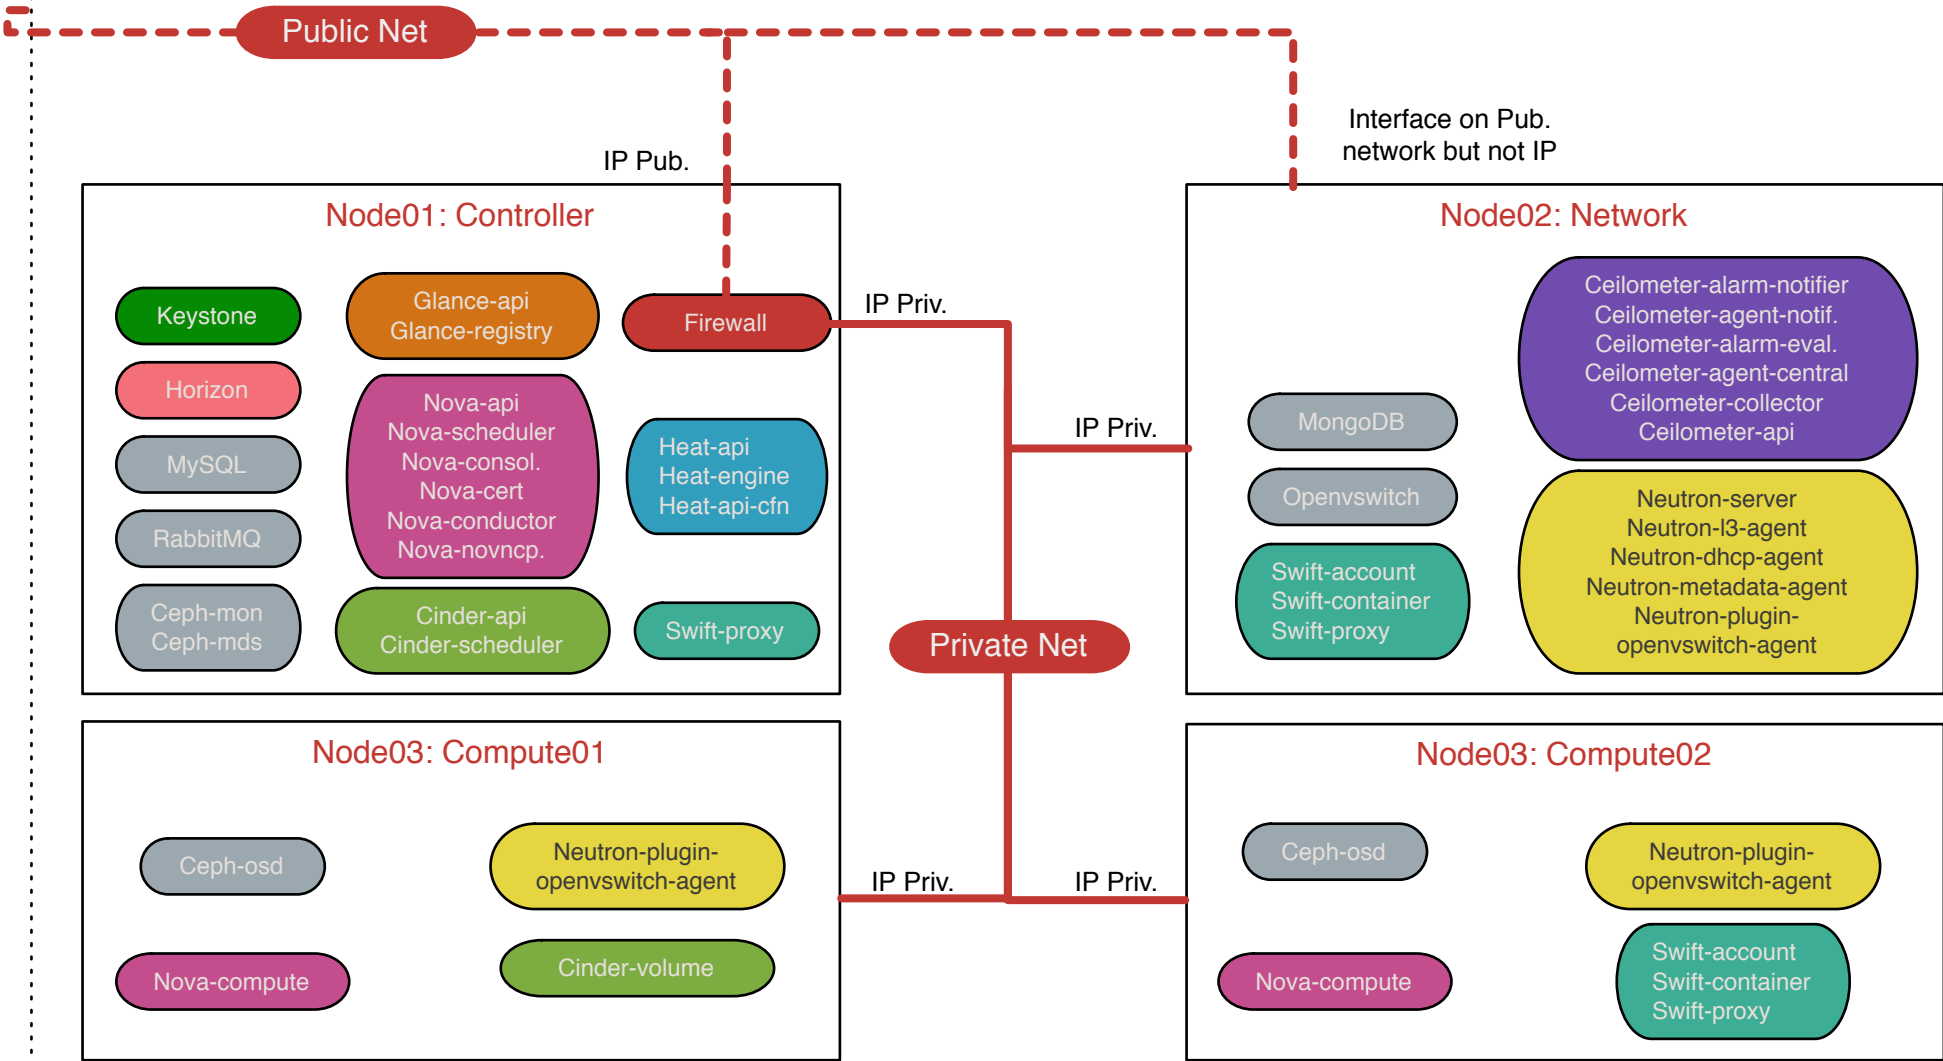 Public Net
Interface on Pub.
network but not IP
IP Pub.
Node01: Controller
Keystone
Horizon
MySQL
RabbitMQ
Ceph-mon
Ceph-mds
Glance-api
Glance-registry
Nova-api
Nova-scheduler
Nova-consol.
Nova-cert
Nova-conductor
Nova-novncp.
Cinder-api
Cinder-scheduler
Firewall
Heat-api
Heat-engine
Heat-api-cfn
Swift-proxy
IP Priv.
IP Priv.
Private Net
Node02: Network
MongoDB
Openvswitch
Swift-account
Swift-container
Swift-proxy
Ceilometer-alarm-notifier
Ceilometer-agent-notif.
Ceilometer-alarm-eval.
Ceilometer-agent-central
Ceilometer-collector
Ceilometer-api
Neutron-server
Neutron-l3-agent
Neutron-dhcp-agent
Neutron-metadata-agent
Neutron-plugin-
openvswitch-agent
Node03: Compute01
Ceph-osd
Nova-compute
Neutron-plugin-
openvswitch-agent
Cinder-volume
IP Priv.
IP Priv.
Node03: Compute02
Ceph-osd
Nova-compute
Neutron-plugin-
openvswitch-agent
Swift-account
Swift-container
Swift-proxy